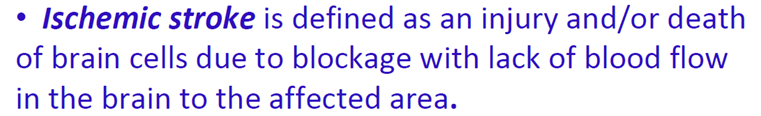 • Ischemic stroke is defined as an injury and/or death
of brain cells due to blockage with lack of blood flow
in the brain to the affected area.